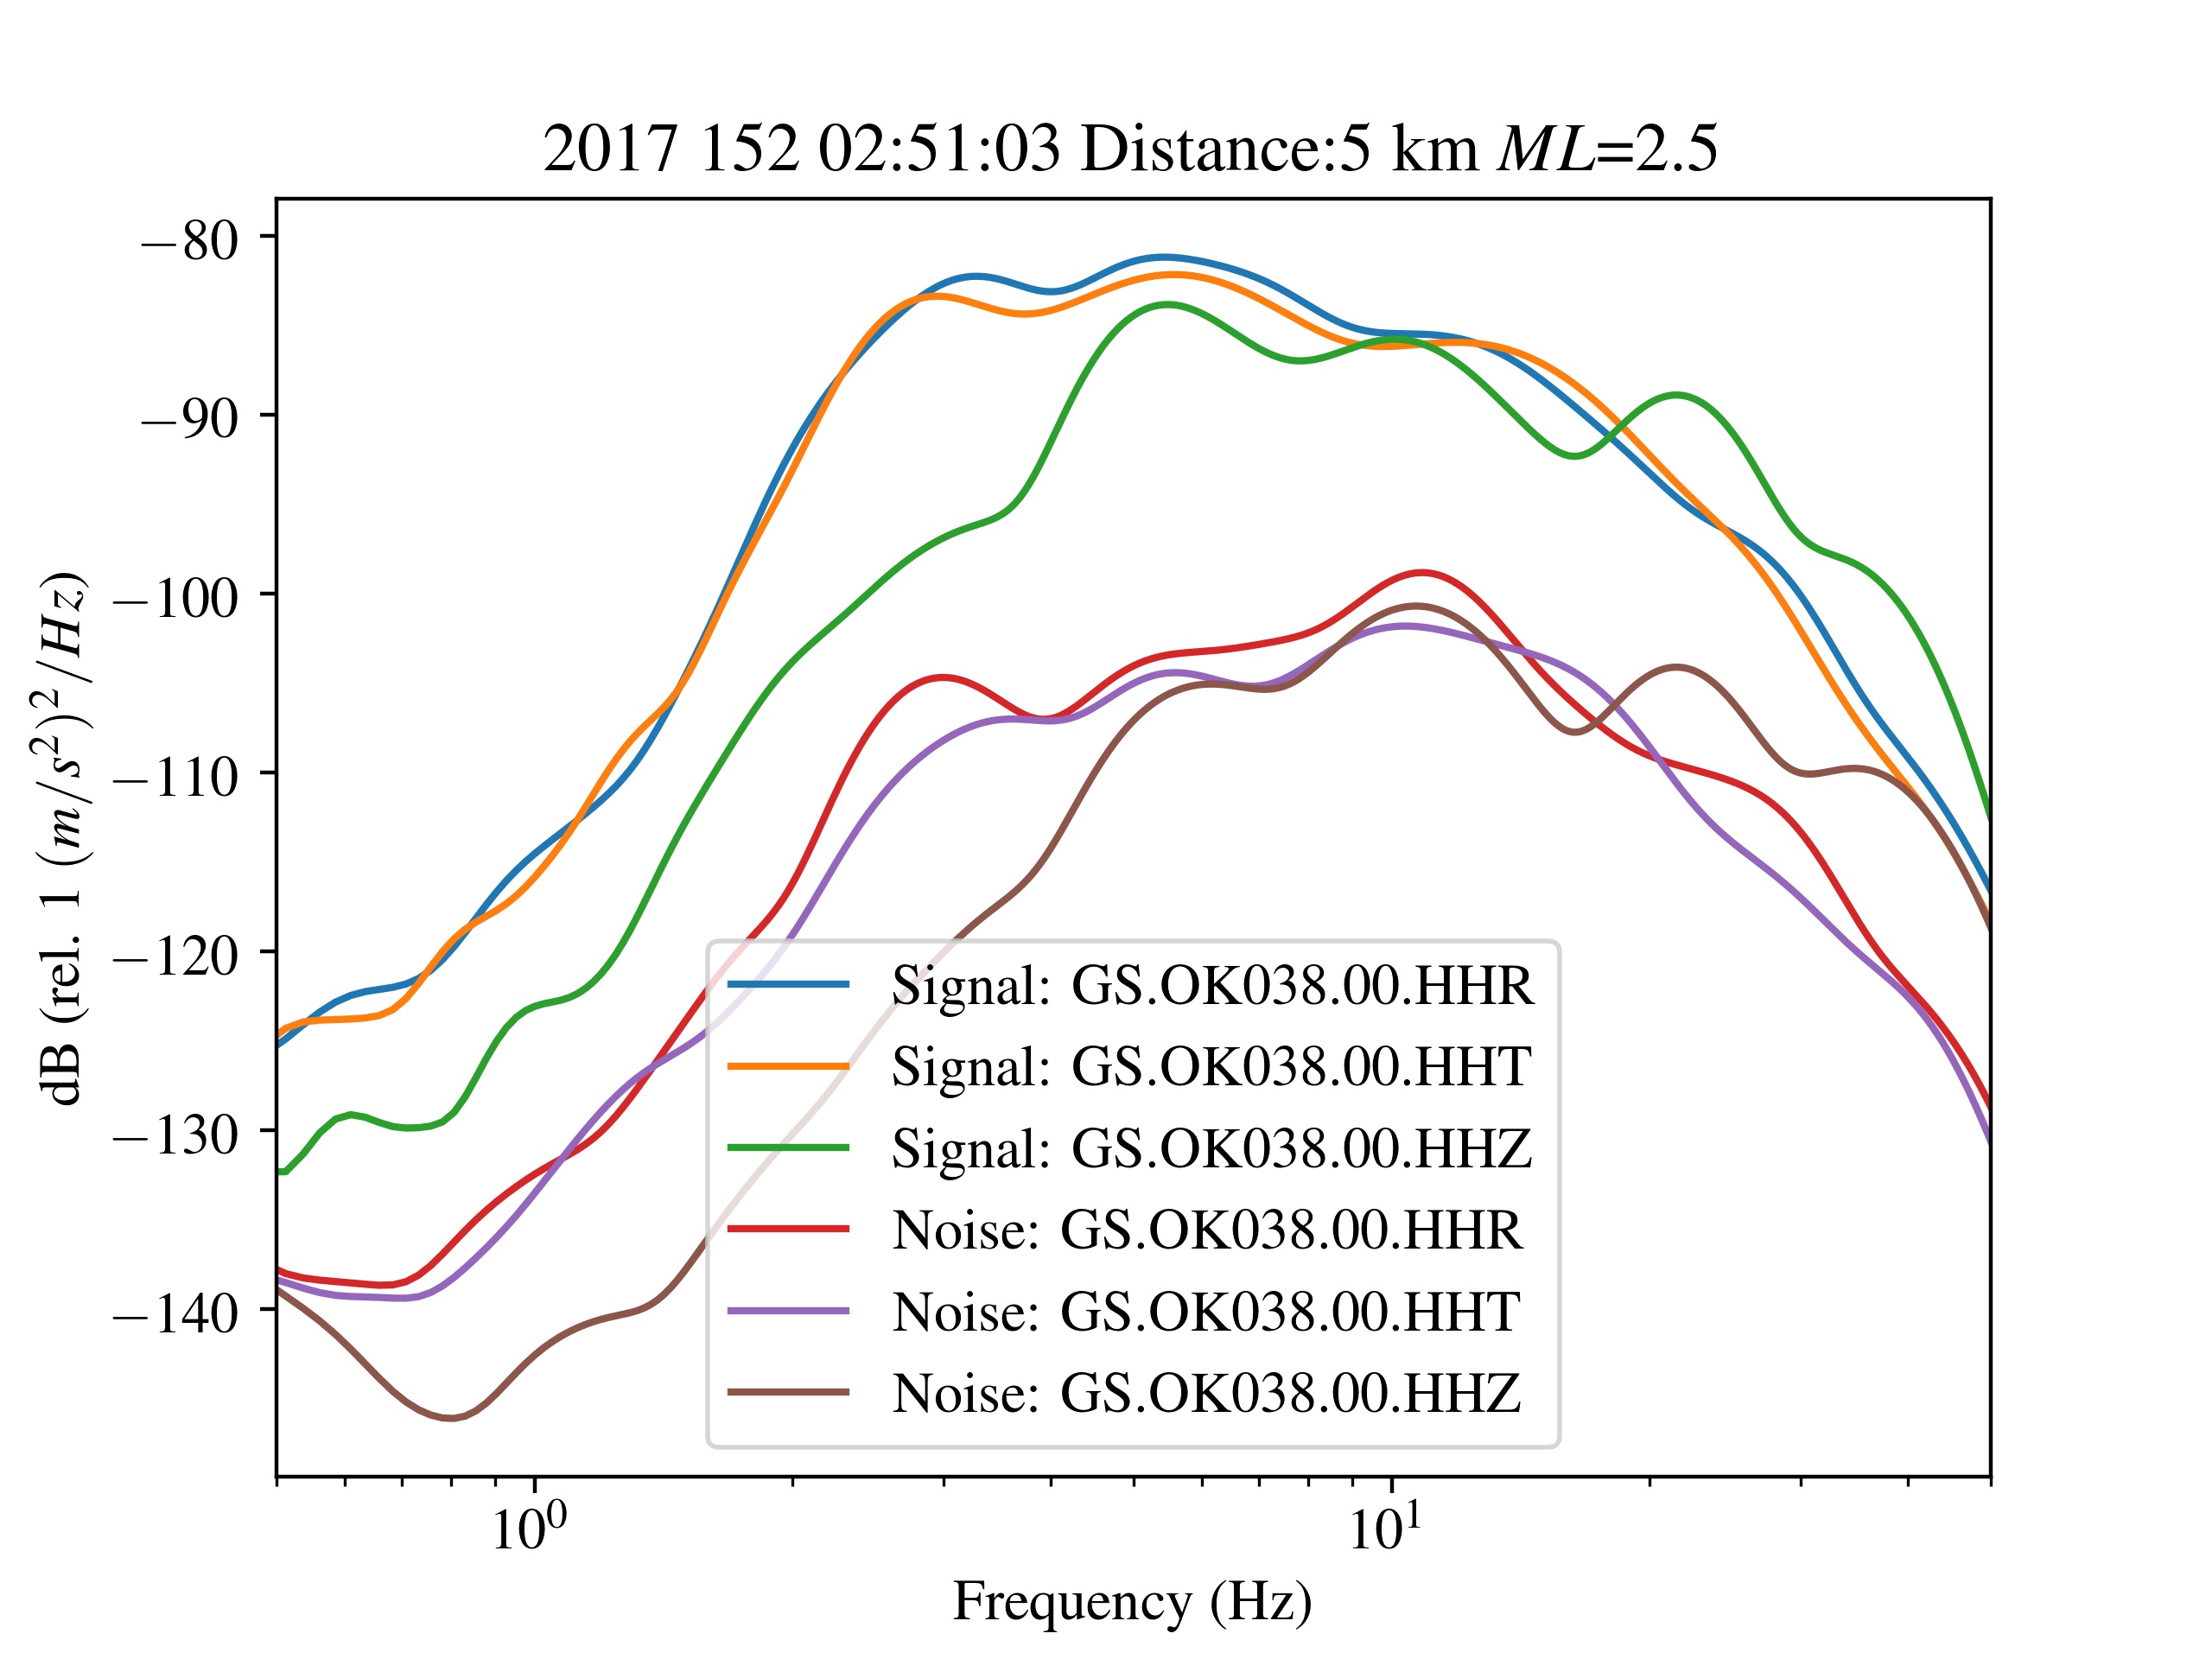 2017 152 02:51:03 Distance:5 km ML=2.5
dB (rel. 1 (m/s²)²/Hz)
−80
−90
−100
−110
−120
−130
−140
Signal: GS.OK038.00.HHR
Signal: GS.OK038.00.HHT
Signal: GS.OK038.00.HHZ
Noise: GS.OK038.00.HHR
Noise: GS.OK038.00.HHT
Noise: GS.OK038.00.HHZ
10⁰ 10¹
Frequency (Hz)